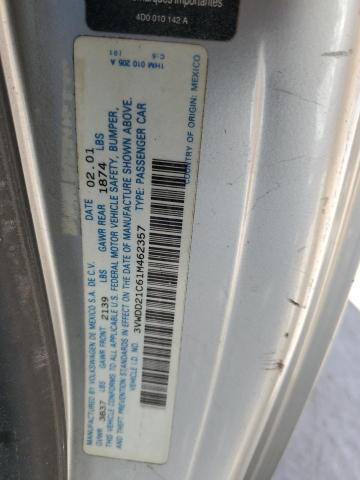 marques importantes
4D0 010 142 A
1HM 010 205 A
MANUFACTURED BY VOLKSWAGEN DE MEXICO S.A. DE C.V. DATE 02.01
GVWR 3837 LBS GAWR FRONT 2139 LBS GAWR REAR 1874 LBS
AND THEFT PREVENTION STANDARDS IN EFFECT ON THE DATE OF MANUFACTURE SHOWN ABOVE.
THIS VEHICLE CONFORMS TO ALL APPLICABLE U.S. FEDERAL MOTOR VEHICLE SAFETY, BUMPER,
VEHICLE I.D. NO. 3VWDD21C61M462357 TYPE: PASSENGER CAR
COUNTRY OF ORIGIN: MEXICO